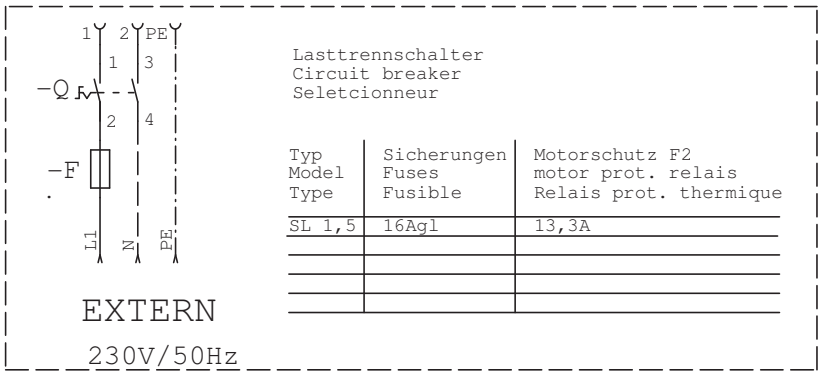 1 2 PE
1 3
-Q
2 4
-F
.
L1 N PE
EXTERN
230V/50Hz
Lasttrennschalter
Circuit breaker
Seletcionneur
Typ Sicherungen Motorschutz F2
Model Fuses motor prot. relais
Type Fusible Relais prot. thermique
SL 1,5 16Agl 13,3A